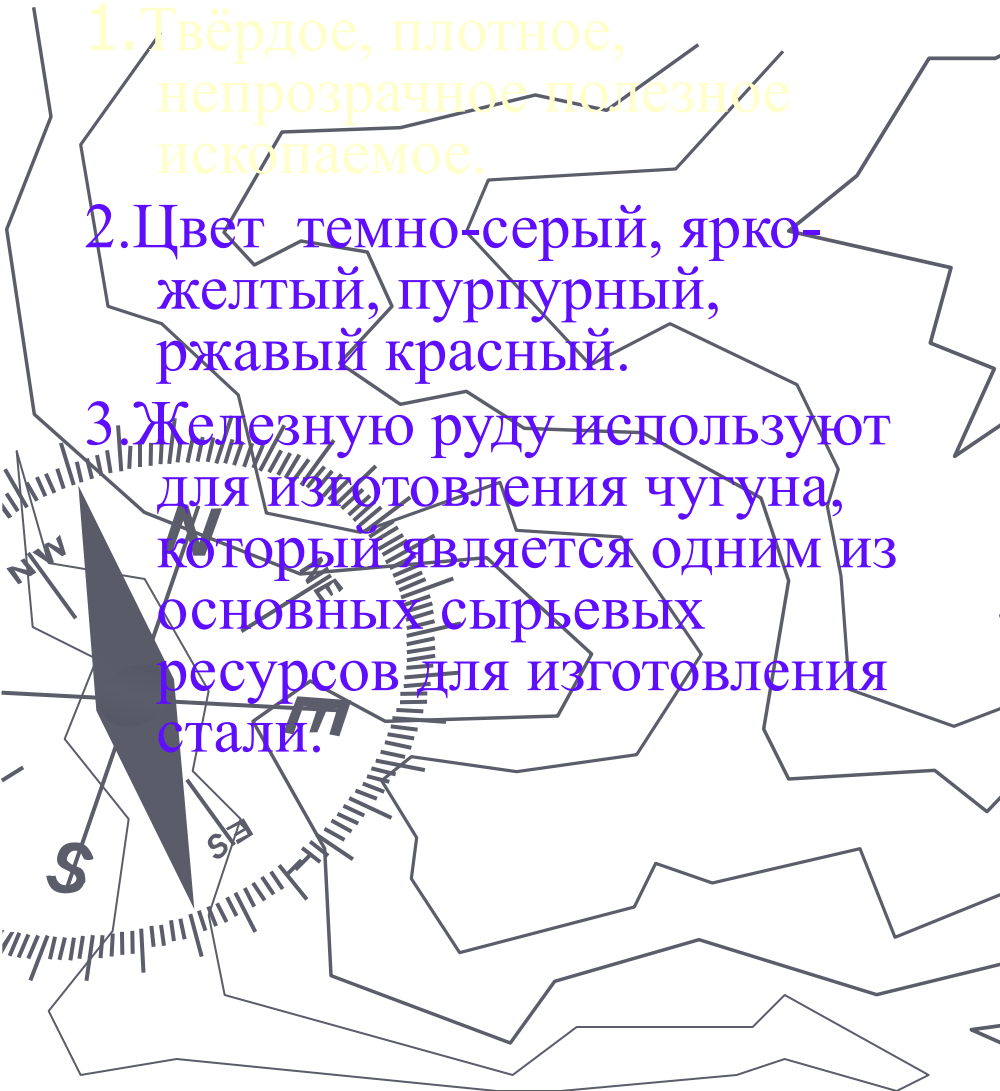 1.Твёрдое, плотное,
непрозрачное полезное
ископаемое.
2.Цвет темно-серый, ярко-
желтый, пурпурный,
ржавый красный.
3.Железную руду используют
для изготовления чугуна,
который является одним из
основных сырьевых
ресурсов для изготовления
стали.
N
NW
NE
E
SE
S